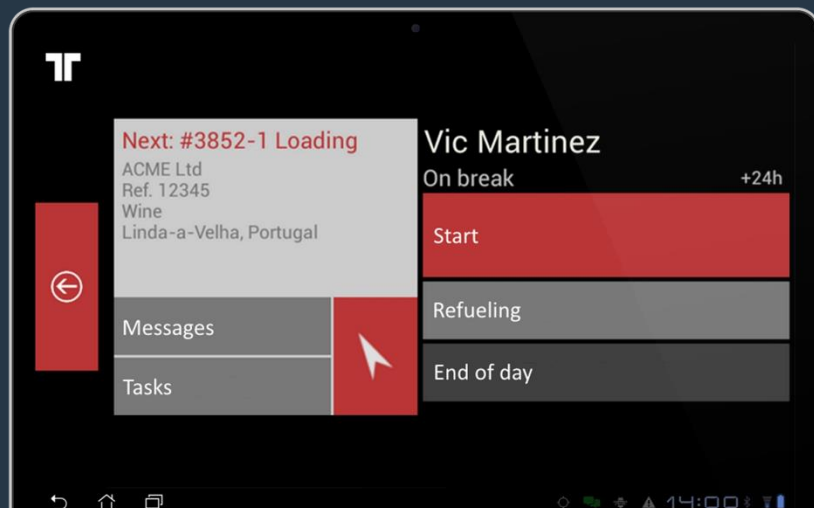 Next: #3852-1 Loading
ACME Ltd
Ref. 12345
Wine
Linda-a-Velha, Portugal
Messages
Tasks
Vic Martinez
On break +24h
Start
Refueling
End of day
14:00